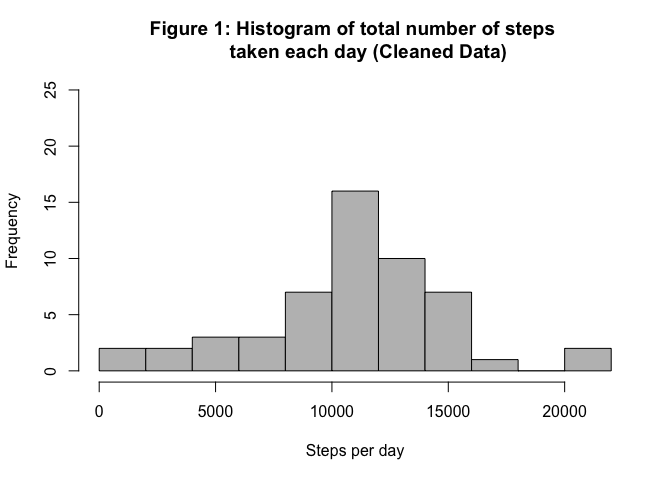 Figure 1: Histogram of total number of steps
taken each day (Cleaned Data)
25
20
15
10
5
0
Frequency
0 5000 10000 15000 20000
Steps per day